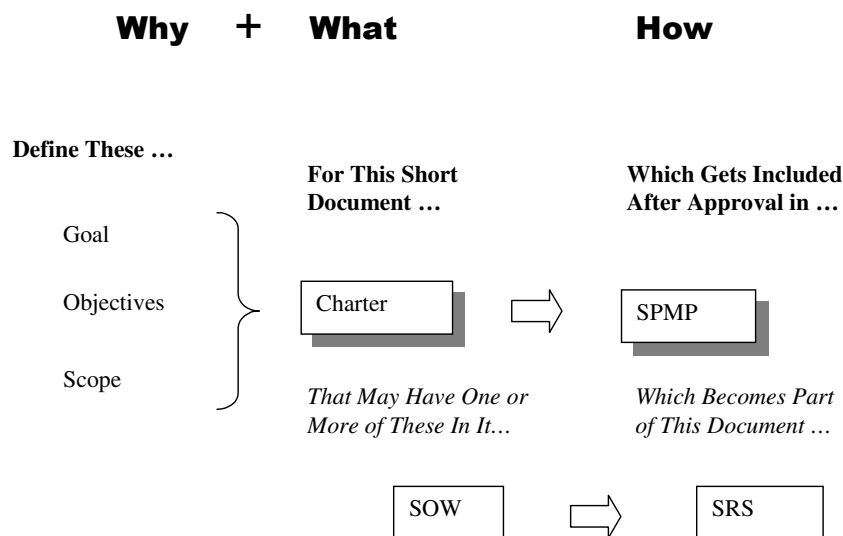 Why + What How
Define These …
For This Short
Document …
Which Gets Included
After Approval in …
Goal
Objectives
Scope
Charter
SPMP
That May Have One or
More of These In It…
Which Becomes Part
of This Document …
SOW
SRS